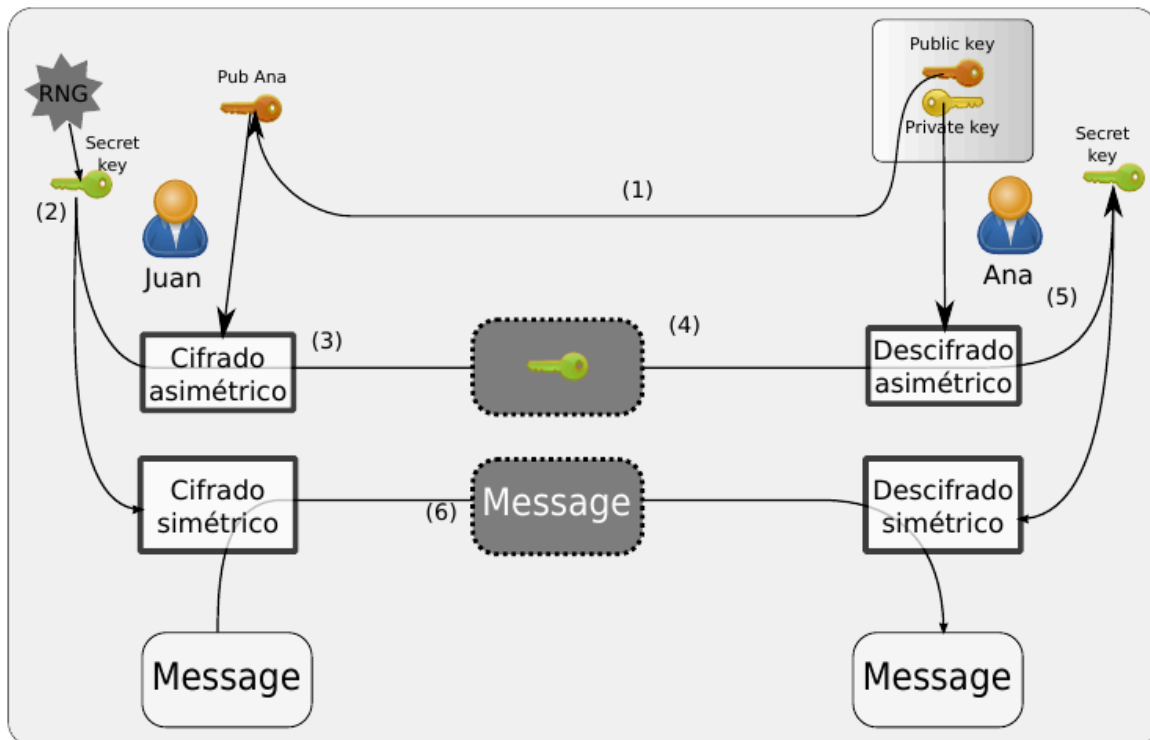 Public key
RNG
Pub Ana
Private key
Secret
key
Secret
key
(1)
(2)
Juan
Ana
(5)
(3)
(4)
Cifrado
asimétrico
Descifrado
asimétrico
Cifrado
simétrico
(6)
Message
Descifrado
simétrico
Message
Message